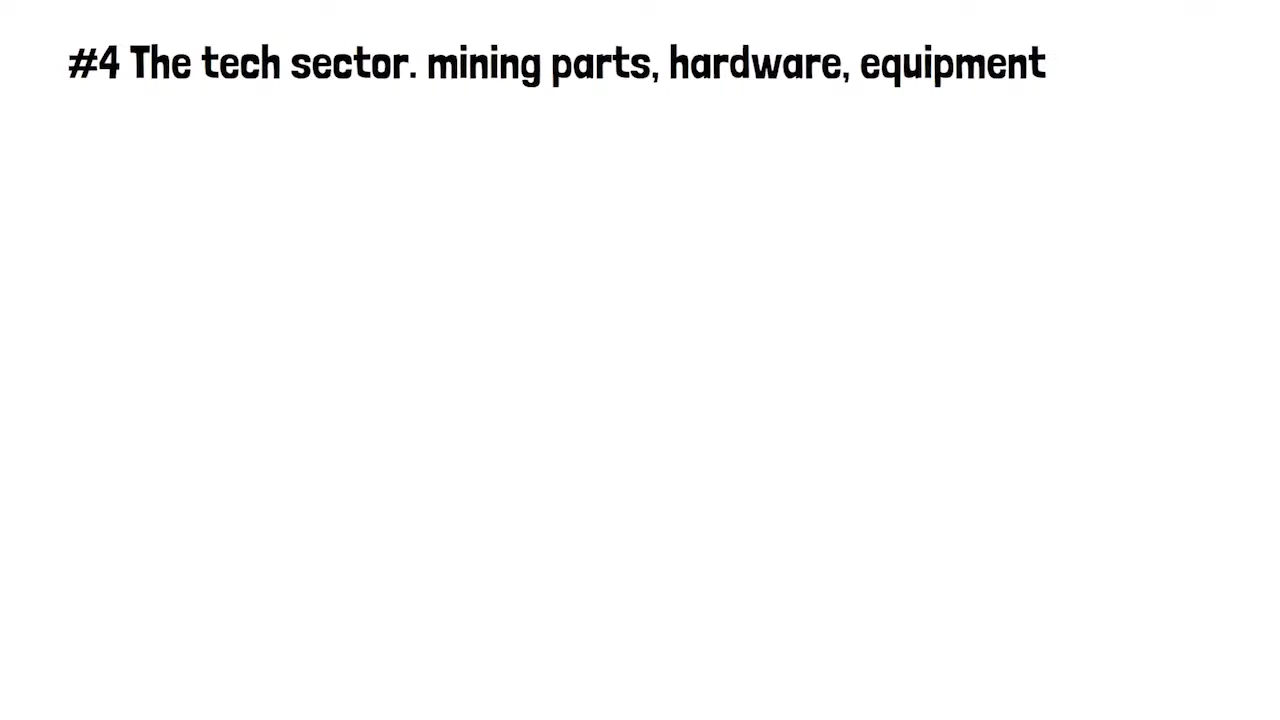 #4 The tech sector. mining parts, hardware, equipment